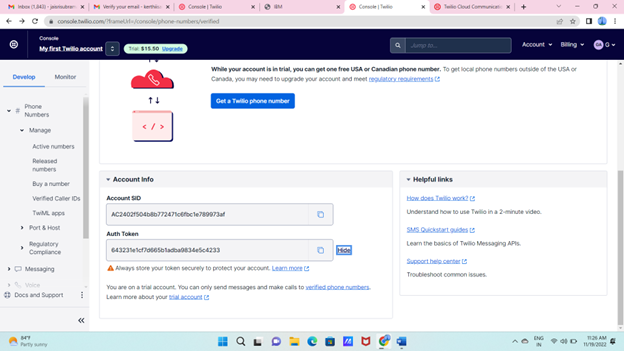 Inbox (1,843) - jessinubran
Verify your email - kerthikc
Console | Twilio
IBM
Console | Twilio
Twilio Cloud Communicatio
console.twilio.com/?frameUrl=/console/phone-numbers/verified
Console
My first Twilio account
Trial: $15.50 Upgrade
Jump to...
Account
Billing
G
Develop
Monitor
# Phone Numbers
Manage
Active numbers
Released numbers
Buy a number
Verified Caller IDs
TwiML apps
Port & Host
Regulatory Compliance
Messaging
Voice
Docs and Support
While your account is in trial, you can get one free USA or Canadian phone number. To get local phone numbers outside of the USA or
Canada, you may need to upgrade your account and meet regulatory requirements
Get a Twilio phone number
</>
Account Info
Account SID
AC2402f504b8b772471c6fbc1e789973af
Auth Token
643231e1cf7d665b1adba9834e5c4233
Hide
Always store your token securely to protect your account. Learn more
You are on a trial account. You can only send messages and make calls to verified phone numbers.
Learn more about your trial account
Helpful links
How does Twilio work?
Understand how to use Twilio in a 2-minute video.
SMS Quickstart guides
Learn the basics of Twilio Messaging APIs.
Support help center
Troubleshoot common issues.
84°F
Partly sunny
ENG
IN
11:26 AM
11/19/2022